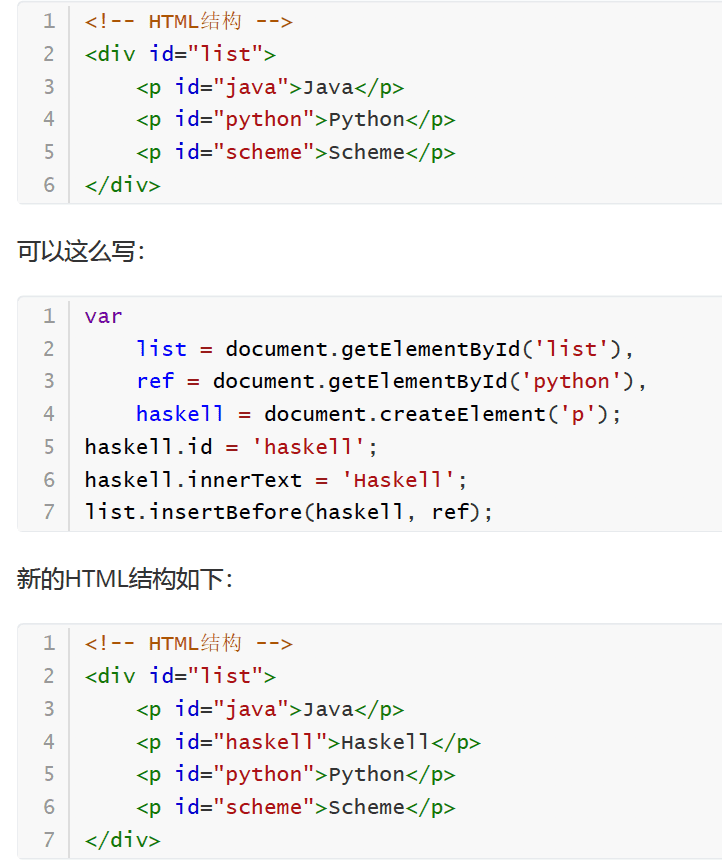 1 <!-- HTML结构 -->
2 <div id="list">
3     <p id="java">Java</p>
4     <p id="python">Python</p>
5     <p id="scheme">Scheme</p>
6 </div>
可以这么写：
1 var
2     list = document.getElementById('list'),
3     ref = document.getElementById('python'),
4     haskell = document.createElement('p');
5 haskell.id = 'haskell';
6 haskell.innerText = 'Haskell';
7 list.insertBefore(haskell, ref);
新的HTML结构如下：
1 <!-- HTML结构 -->
2 <div id="list">
3     <p id="java">Java</p>
4     <p id="haskell">Haskell</p>
5     <p id="python">Python</p>
6     <p id="scheme">Scheme</p>
7 </div>